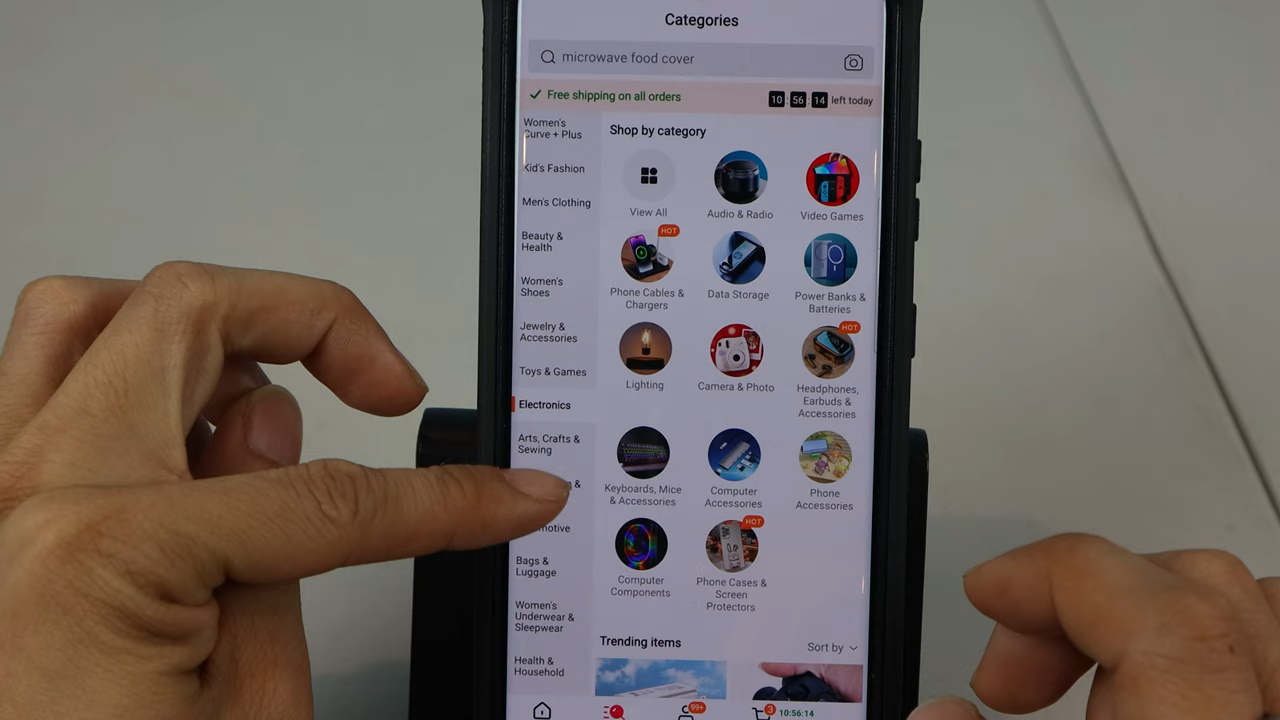 Categories
microwave food cover
Free shipping on all orders
10 : 56 : 14 left today
Women's
Curve + Plus
Kid's Fashion
Men's Clothing
Beauty &
Health
Women's
Shoes
Jewelry &
Accessories
Toys & Games
Electronics
Arts, Crafts &
Sewing
&
Bags &
Luggage
Women's
Underwear &
Sleepwear
Health &
Household
Shop by category
View All
Audio & Radio
Video Games
HOT
Phone Cables &
Chargers
Data Storage
Power Banks &
Batteries
Lighting
Camera & Photo
HOT
Headphones,
Earbuds &
Accessories
Keyboards, Mice
& Accessories
Computer
Accessories
Phone
Accessories
Computer
Components
HOT
Phone Cases &
Screen
Protectors
Trending items
Sort by
99+
3
10:56:14